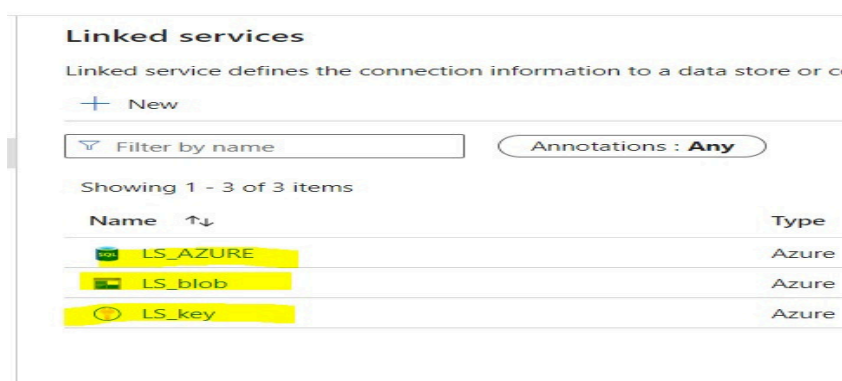 Linked services
Linked service defines the connection information to a data store or
New
Filter by name Annotations : Any
Showing 1 - 3 of 3 items
Name Type
SQL LS_AZURE Azure
LS_blob Azure
LS_key Azure